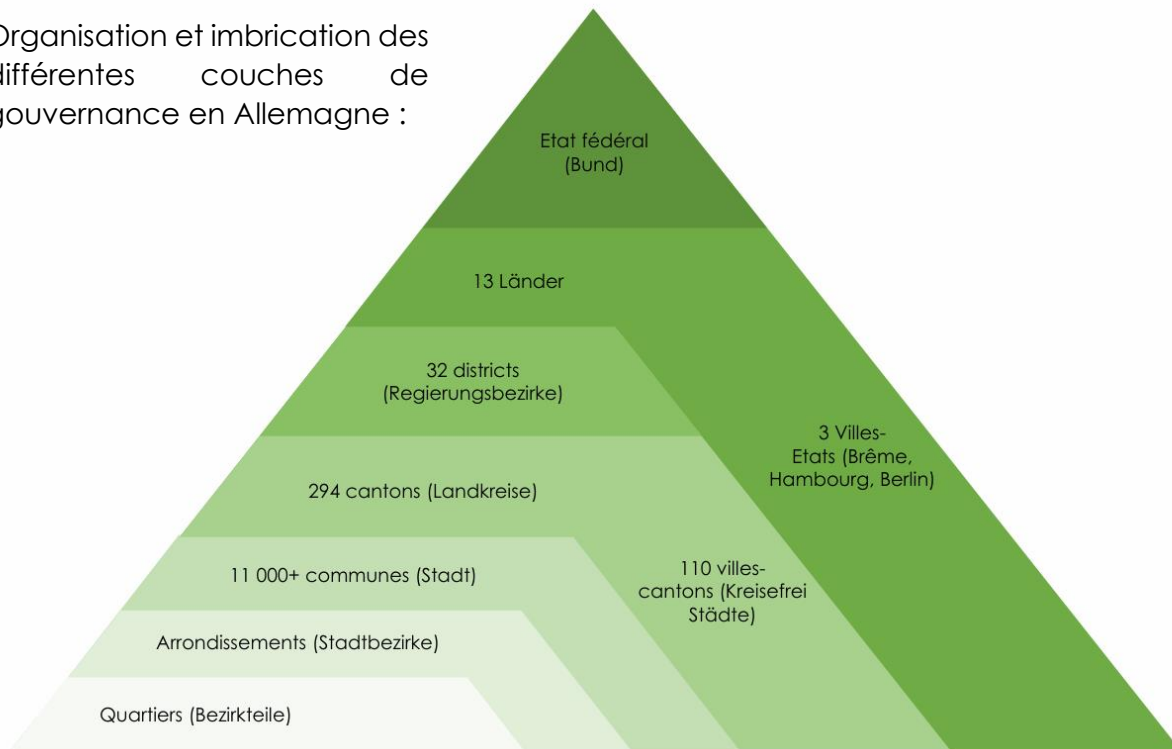 Organisation et imbrication des
différentes couches de
gouvernance en Allemagne :
Etat fédéral
(Bund)
13 Länder
32 districts
(Regierungsbezirke)
3 Villes-
Etats (Brême,
Hambourg, Berlin)
294 cantons (Landkreise)
110 villes-
cantons (Kreisefrei
Städte)
11 000+ communes (Stadt)
Arrondissements (Stadtbezirke)
Quartiers (Bezirkteile)